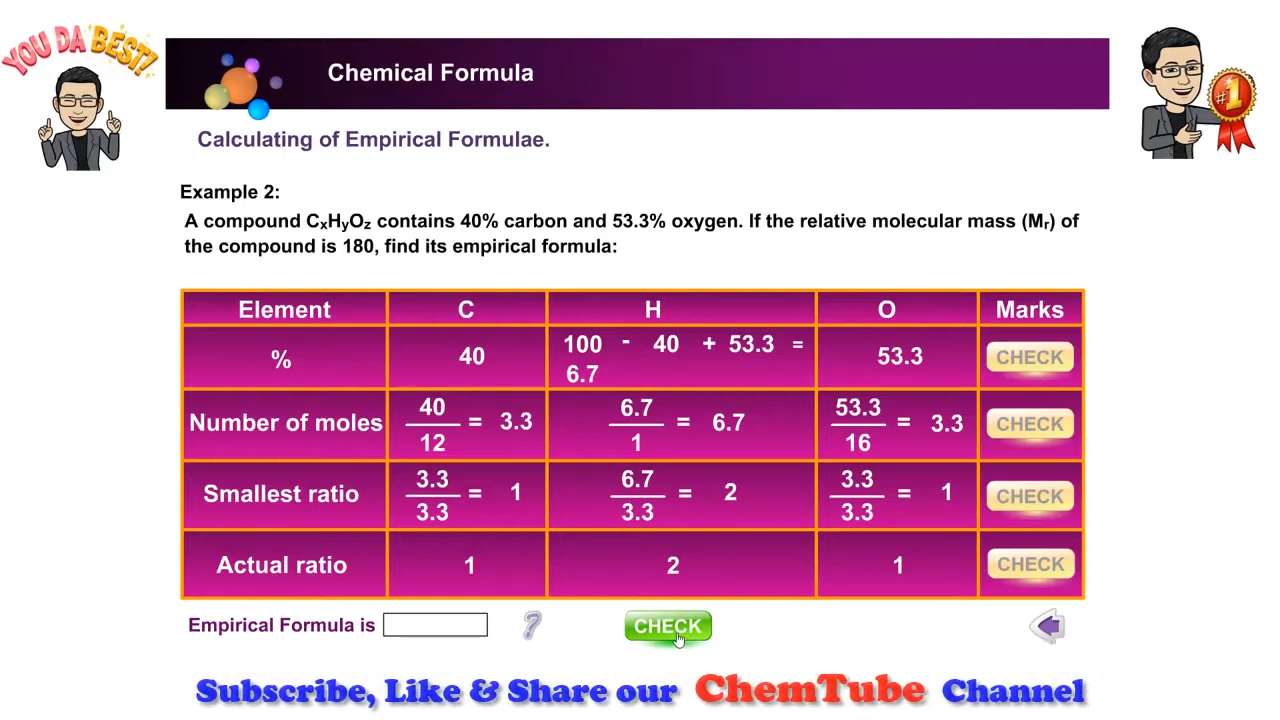 YOU DA BEST!
Chemical Formula
#1
Calculating of Empirical Formulae.
Example 2:
A compound CxHyOz contains 40% carbon and 53.3% oxygen. If the relative molecular mass (Mr) of
the compound is 180, find its empirical formula:
Element C H O Marks
% 40 100 - 40 + 53.3 = 53.3 CHECK
6.7
Number of moles 40/12 = 3.3 6.7/1 = 6.7 53.3/16 = 3.3 CHECK
Smallest ratio 3.3/3.3 = 1 6.7/3.3 = 2 3.3/3.3 = 1 CHECK
Actual ratio 1 2 1 CHECK
Empirical Formula is ? CHECK
Subscribe, Like & Share our ChemTube Channel